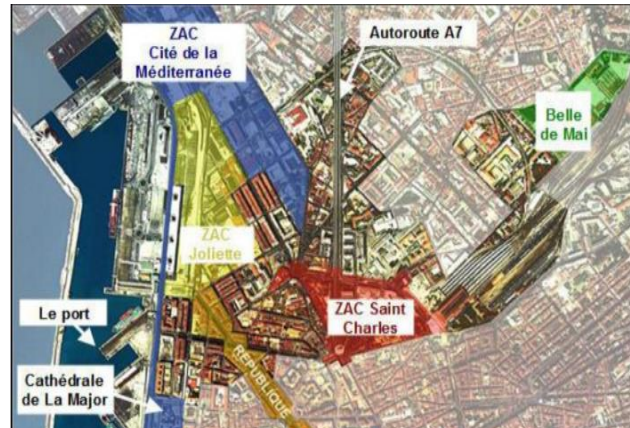 ZAC
Cité de la
Méditerranée
Autoroute A7
Belle
de Mai
ZAC
Joliette
ZAC Saint
Charles
Le port
RÉPUBLIQUE
Cathédrale
de La Major